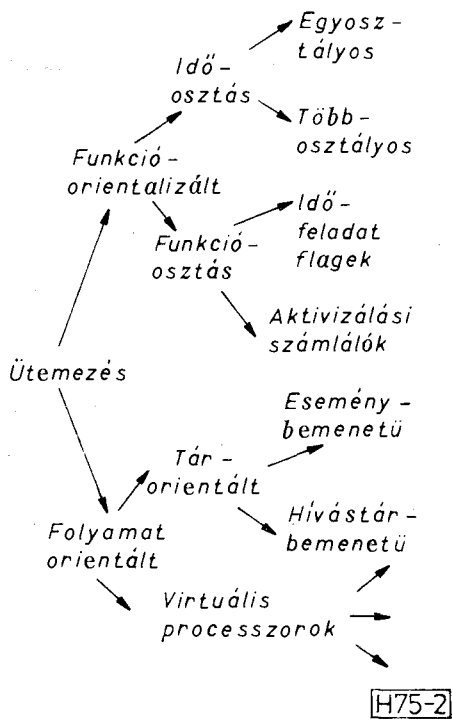 Egyosz-
tályos
Idő-
osztás
Több-
osztályos
Funkció-
orientalizált
Idő-
feladat
flagek
Funkció-
osztás
Aktivizálási
számlálók
Ütemezés
Esemény-
bemenetü
Tár-
orientált
Hívástár-
bemenetü
Folyamat
orientált
Virtuális
processzorok
H75-2